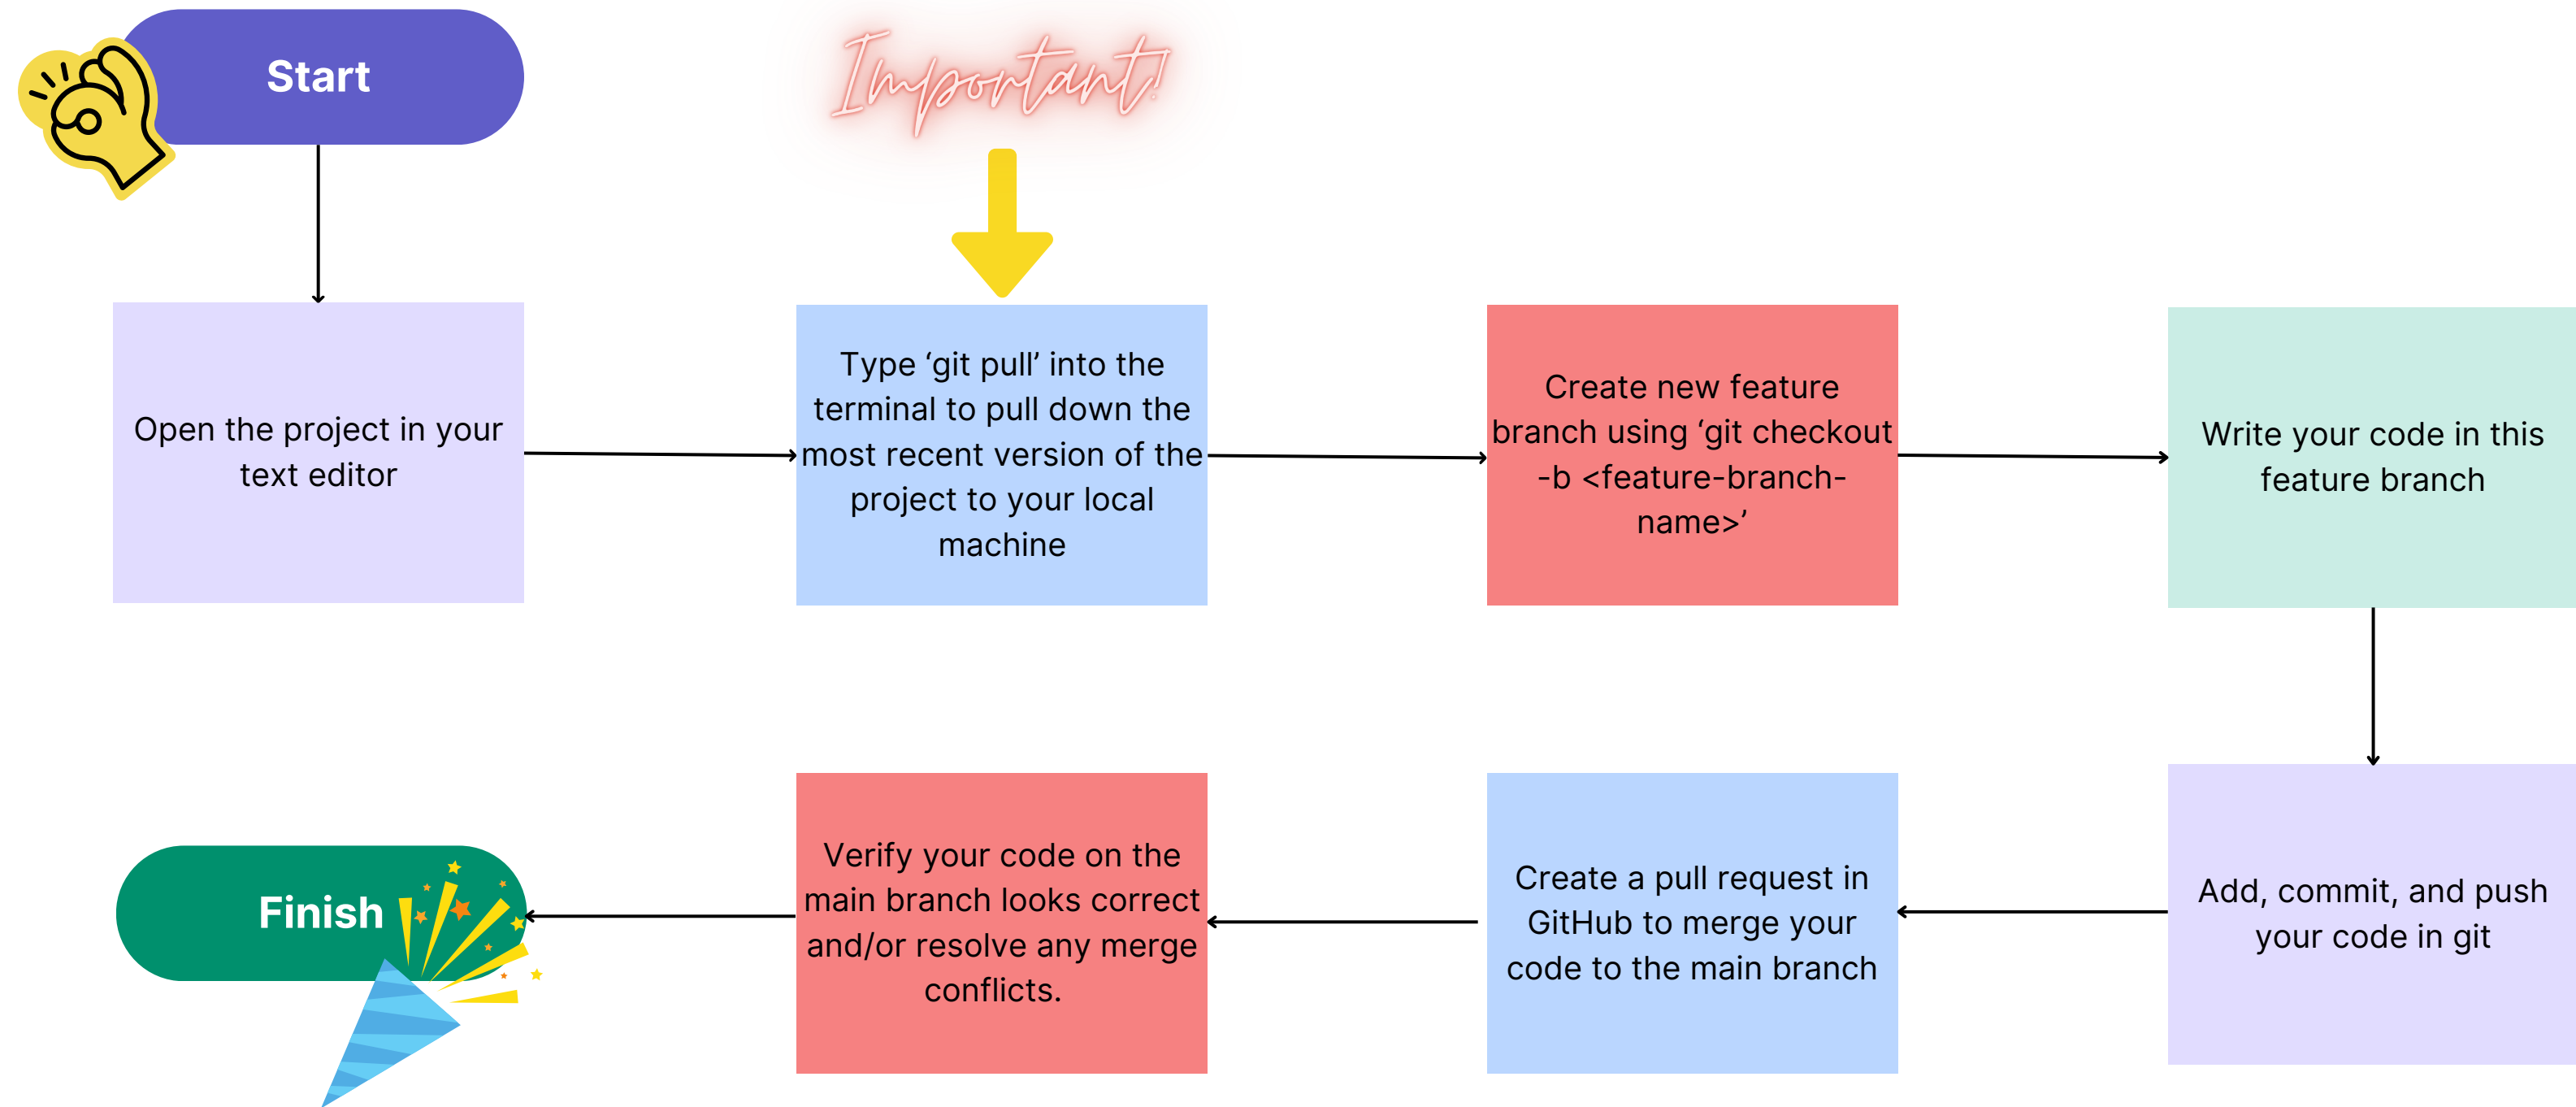 Start
Important!
Open the project in your
text editor
Type ‘git pull’ into the
terminal to pull down the
most recent version of the
project to your local
machine
Create new feature
branch using ‘git checkout
-b <feature-branch-
name>’
Write your code in this
feature branch
Add, commit, and push
your code in git
Create a pull request in
GitHub to merge your
code to the main branch
Verify your code on the
main branch looks correct
and/or resolve any merge
conflicts.
Finish